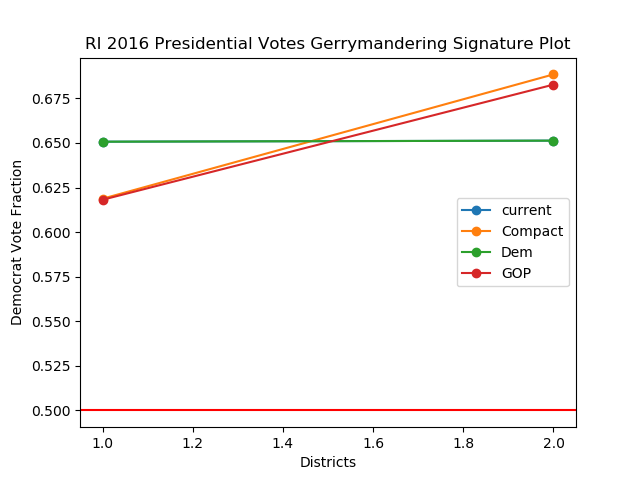 RI 2016 Presidential Votes Gerrymandering Signature Plot
Democrat Vote Fraction
0.675
0.650
0.625
0.600
0.575
0.550
0.525
0.500
current
Compact
Dem
GOP
1.0 1.2 1.4 1.6 1.8 2.0
Districts